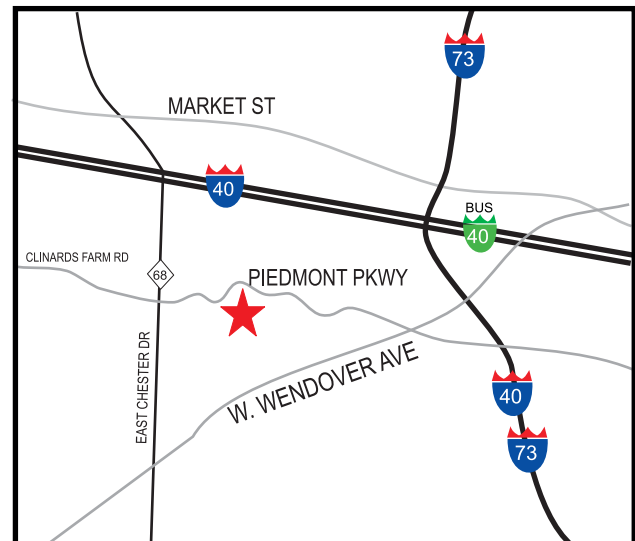 73
MARKET ST
40
BUS
40
CLINARDS FARM RD
68
PIEDMONT PKWY
EAST CHESTER DR
W. WENDOVER AVE
40
73